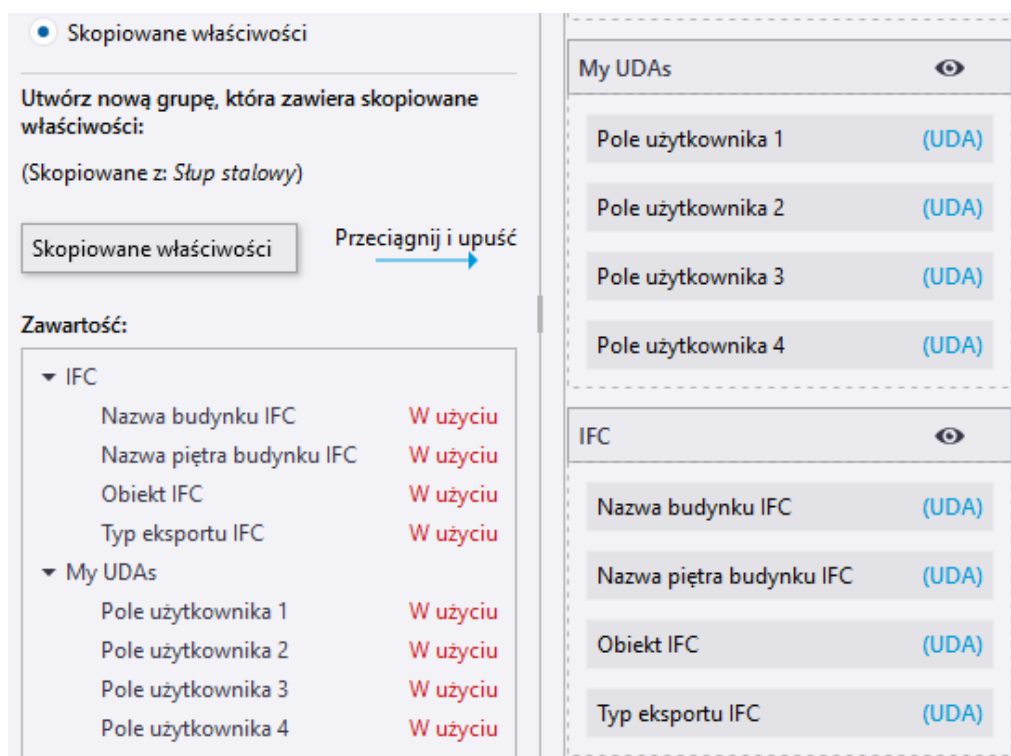 Skopiowane właściwości
Utwórz nową grupę, która zawiera skopiowane
właściwości:
(Skopiowane z: Słup stalowy)
Skopiowane właściwości
Przeciągnij i upuść
Zawartość:
IFC
Nazwa budynku IFC W użyciu
Nazwa piętra budynku IFC W użyciu
Obiekt IFC W użyciu
Typ eksportu IFC W użyciu
My UDAs
Pole użytkownika 1 W użyciu
Pole użytkownika 2 W użyciu
Pole użytkownika 3 W użyciu
Pole użytkownika 4 W użyciu
My UDAs
Pole użytkownika 1 (UDA)
Pole użytkownika 2 (UDA)
Pole użytkownika 3 (UDA)
Pole użytkownika 4 (UDA)
IFC
Nazwa budynku IFC (UDA)
Nazwa piętra budynku IFC (UDA)
Obiekt IFC (UDA)
Typ eksportu IFC (UDA)